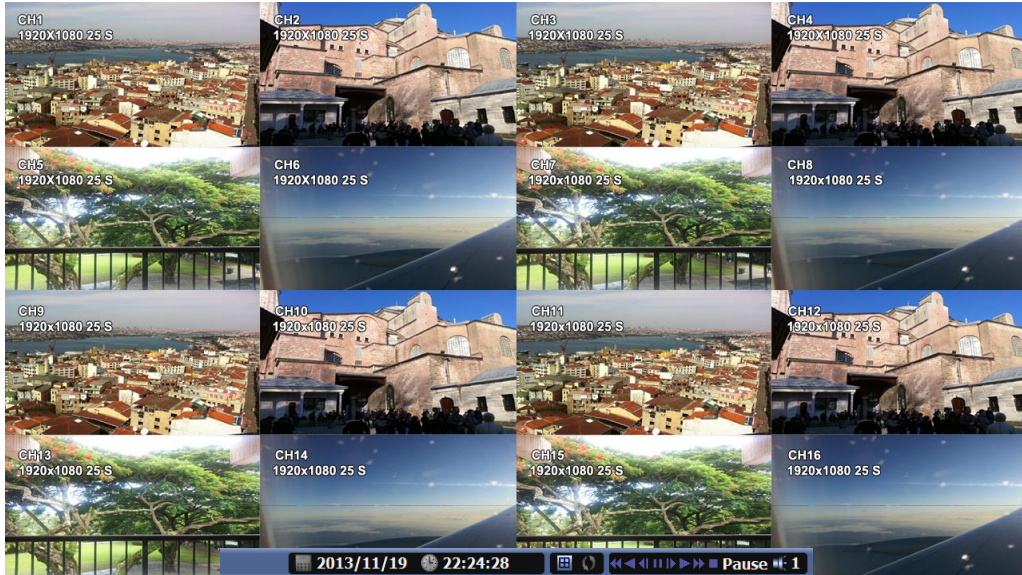 CH1
1920X1080 25 S
CH2
1920X1080 25 S
CH3
1920X1080 25 S
CH4
1920X1080 25 S
CH5
1920X1080 25 S
CH6
1920X1080 25 S
CH7
1920x1080 25 S
CH8
1920x1080 25 S
CH9
1920x1080 25 S
CH10
1920x1080 25 S
CH11
1920x1080 25 S
CH12
1920x1080 25 S
CH13
1920x1080 25 S
CH14
1920x1080 25 S
CH15
1920x1080 25 S
CH16
1920x1080 25 S
2013/11/19 22:24:28 Pause 1